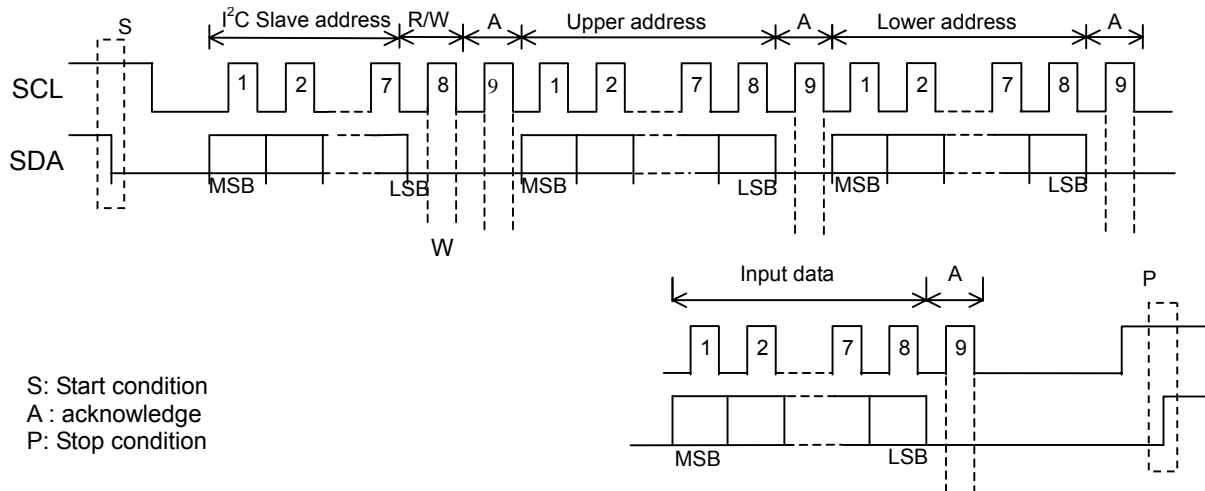 S
I²C Slave address R/W A Upper address A Lower address A
SCL 1 2 7 8 9 1 2 7 8 9 1 2 7 8 9
SDA
MSB LSB MSB LSB MSB LSB
W
Input data A P
1 2 7 8 9
MSB LSB
S: Start condition
A : acknowledge
P: Stop condition